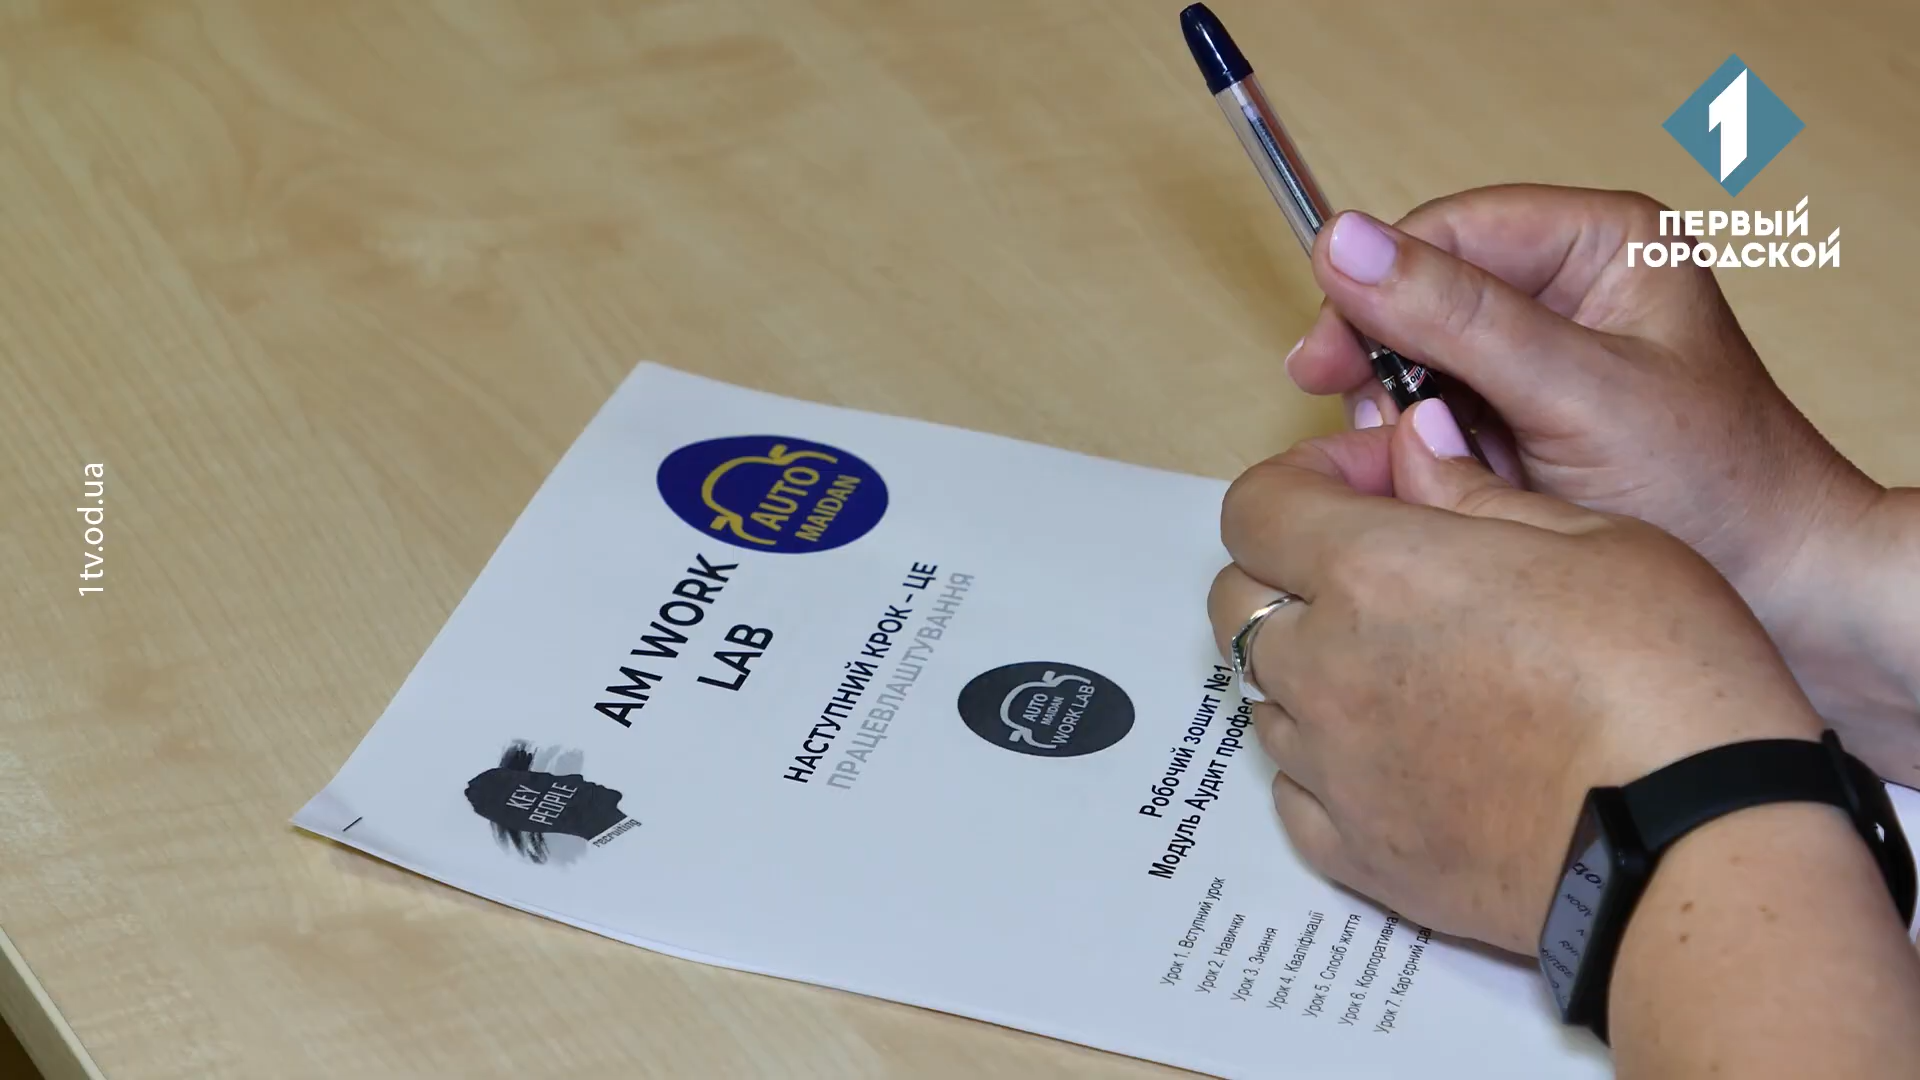 ПЕРВЫЙ
ГОРОДСКОЙ
1tv.od.ua
AUTO
MAIDAN
AM WORK
LAB
KEY
PEOPLE
recruiting
НАСТУПНИЙ КРОК – ЦЕ
ПРАЦЕВЛАШТУВАННЯ
AUTO
MAIDAN
WORK LAB
Робочий зошит №1
Модуль Аудит
Урок 1. Вступний урок
Урок 2. Навички
Урок 3. Знання
Урок 4. Кваліфікації
Урок 5. Спосіб життя
Урок 6. Корпоративна
Урок 7. Кар'єрний